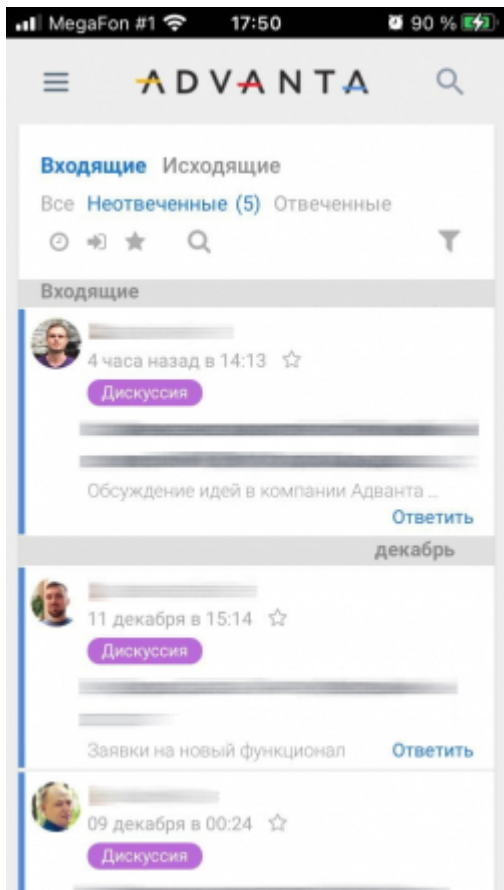 MegaFon #1 17:50 90 %
ADVANTA
Входящие Исходящие
Все Неотвеченные (5) Отвеченные
Входящие
4 часа назад в 14:13
Дискуссия
Обсуждение идей в компании Адванта ...
Ответить
декабрь
11 декабря в 15:14
Дискуссия
Заявки на новый функционал Ответить
09 декабря в 00:24
Дискуссия